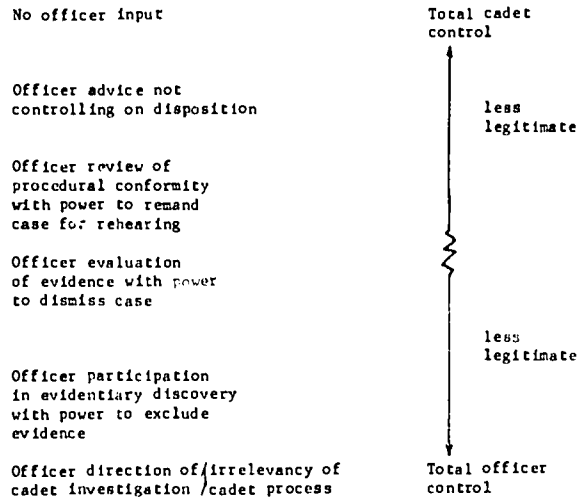 No officer input
Total cadet
control
Officer advice not
controlling on disposition
less
legitimate
Officer review of
procedural conformity
with power to remand
case for rehearing
Officer evaluation
of evidence with power
to dismiss case
less
legitimate
Officer participation
in evidentiary discovery
with power to exclude
evidence
Officer direction of/irrelevancy of
cadet investigation/cadet process
Total officer
control